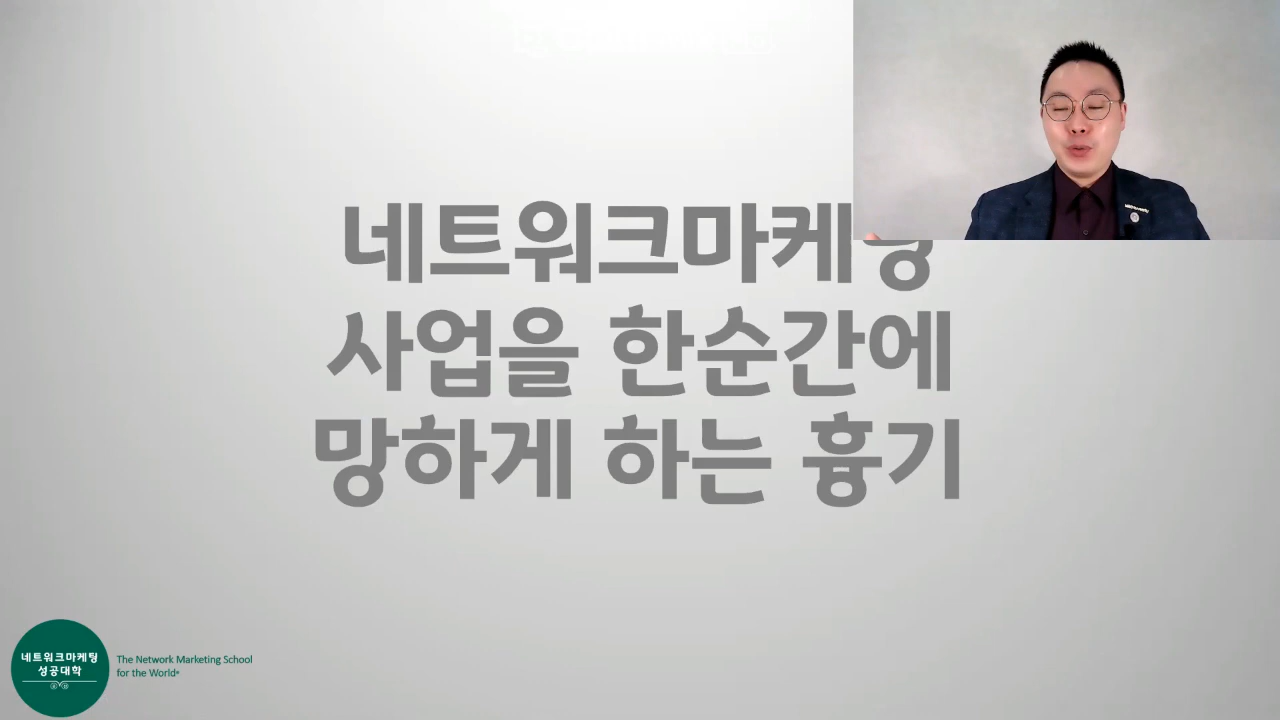 네트워크마케팅
사업을 한순간에
망하게 하는 흉기
네트워크마케팅
성공대학
The Network Marketing School
for the World®